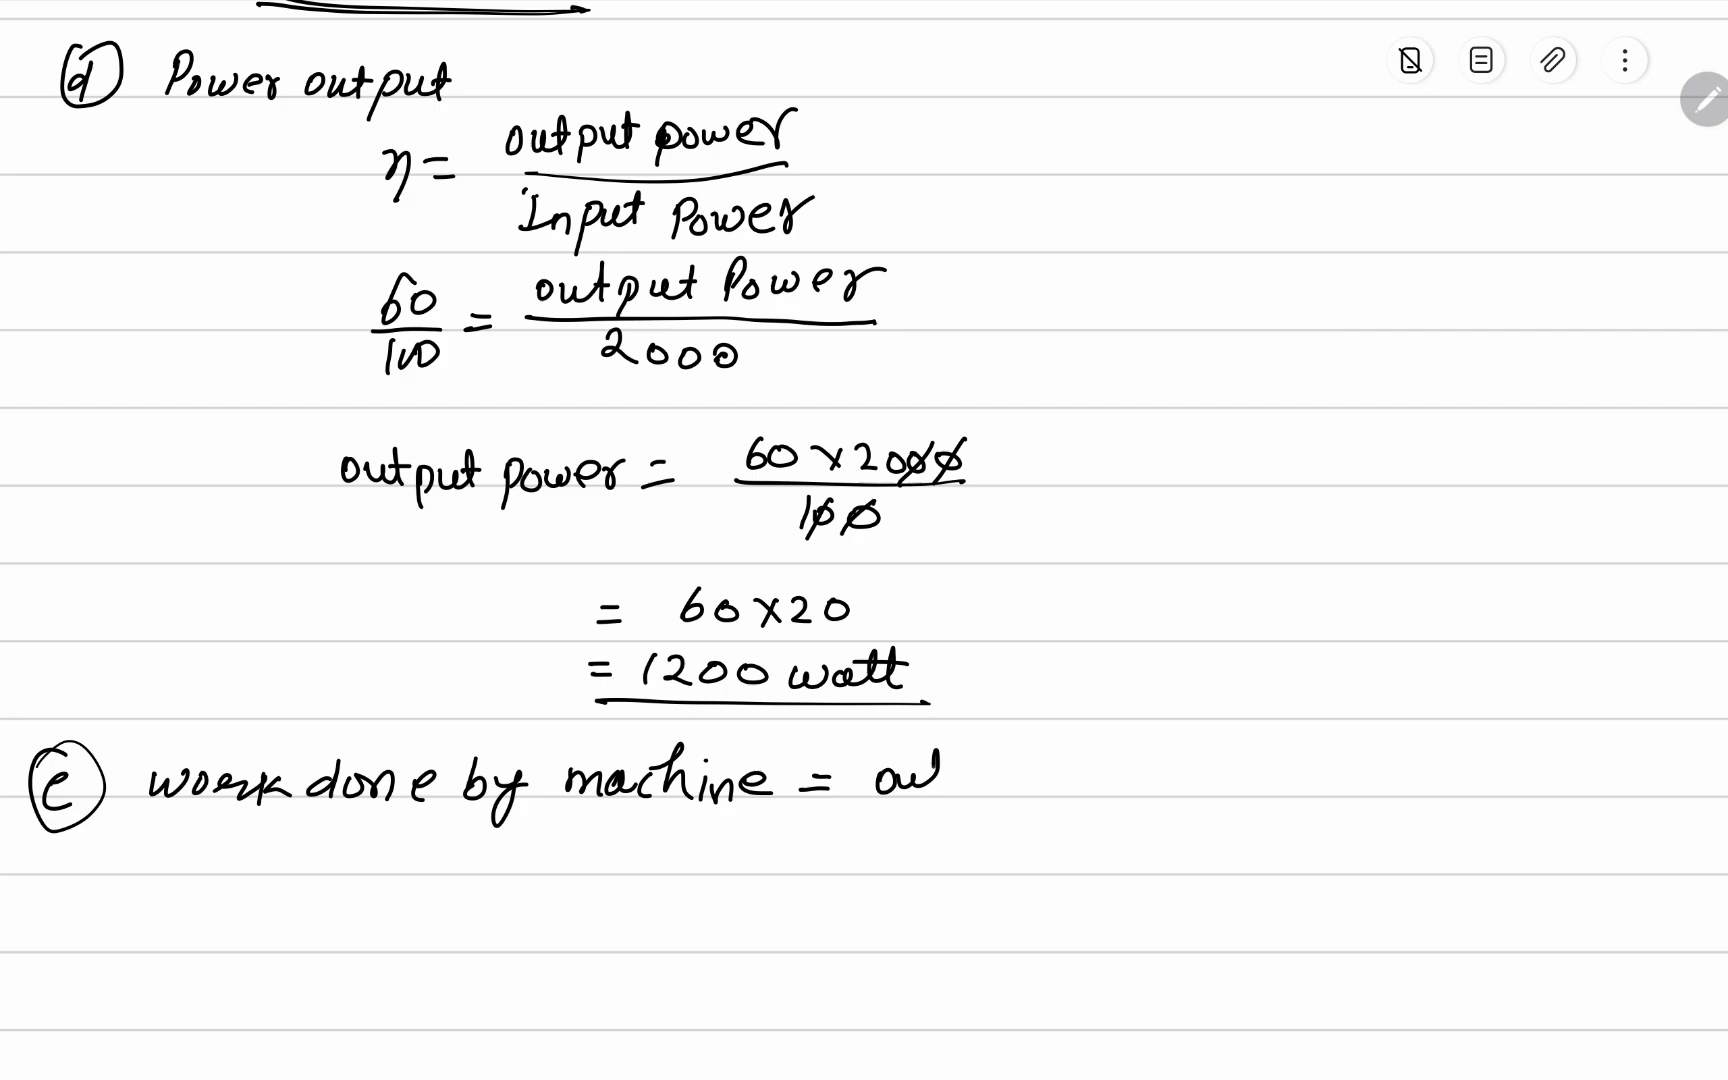 (d) Power output
η = output power / Input Power
60/100 = output Power / 2000
output power = 60 × 2000 / 100
= 60 × 20
= 1200 watt
(e) work done by machine = ou